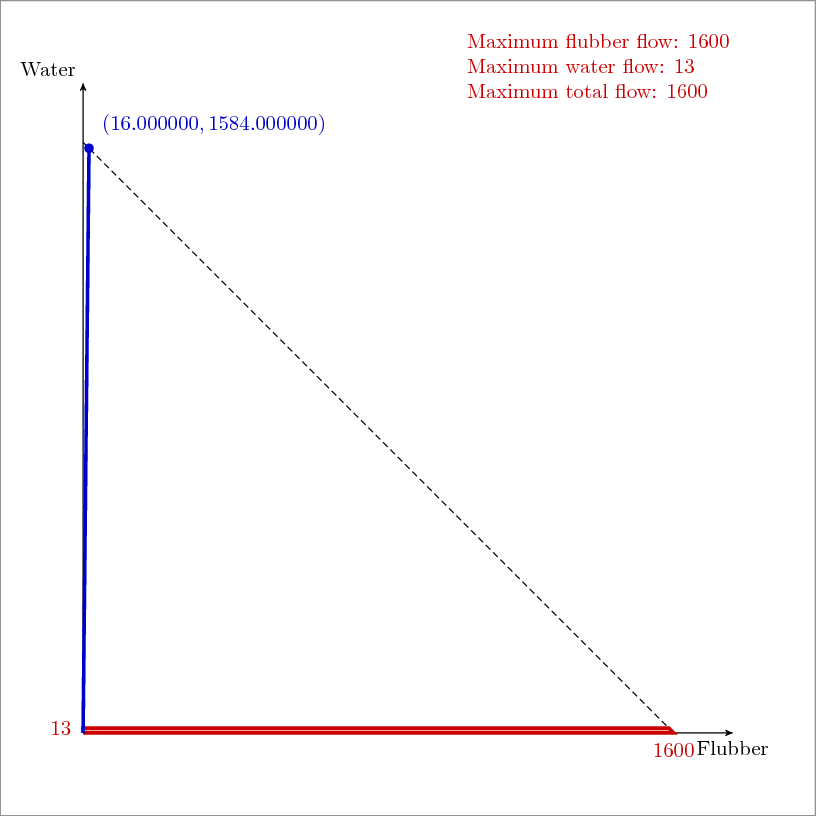 Maximum flubber flow: 1600
Maximum water flow: 13
Maximum total flow: 1600
Water
(16.000000, 1584.000000)
13
1600
Flubber